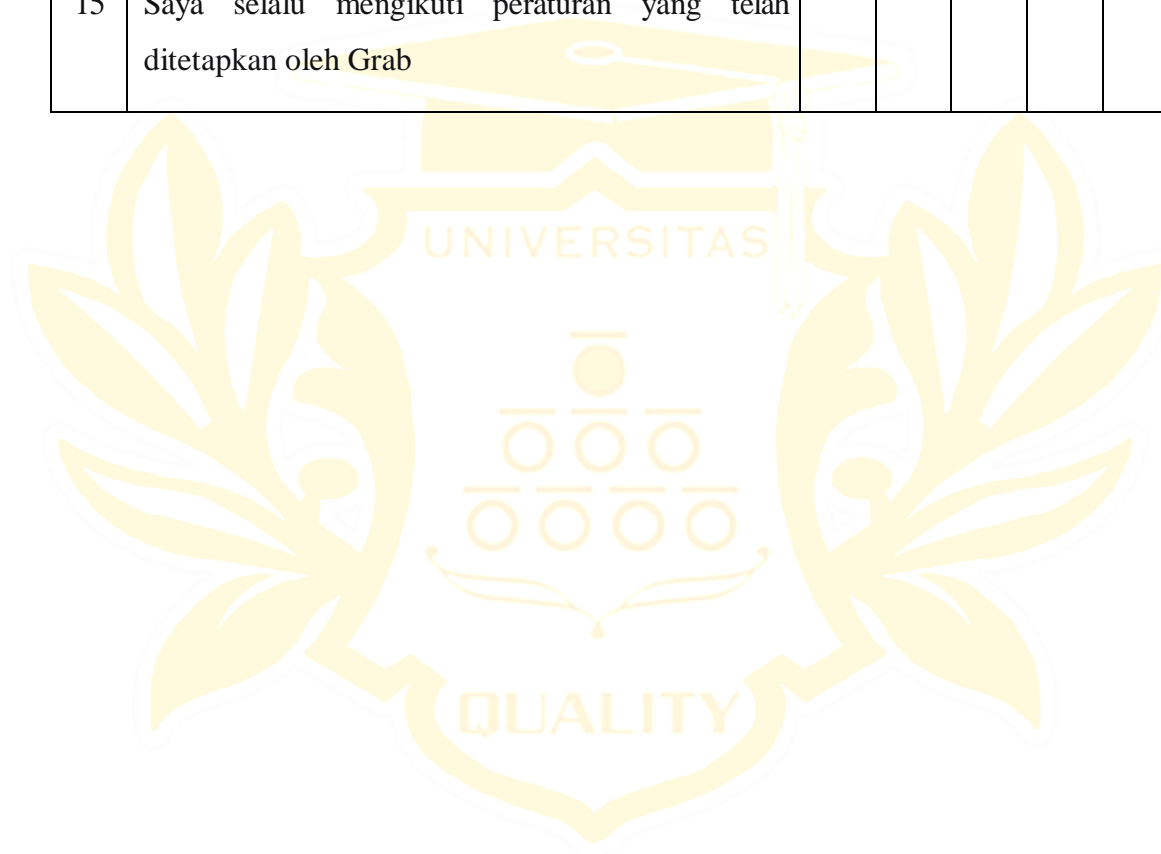 15 Saya selalu mengikuti peraturan yang telah
ditetapkan oleh Grab
UNIVERSITAS
QUALITY